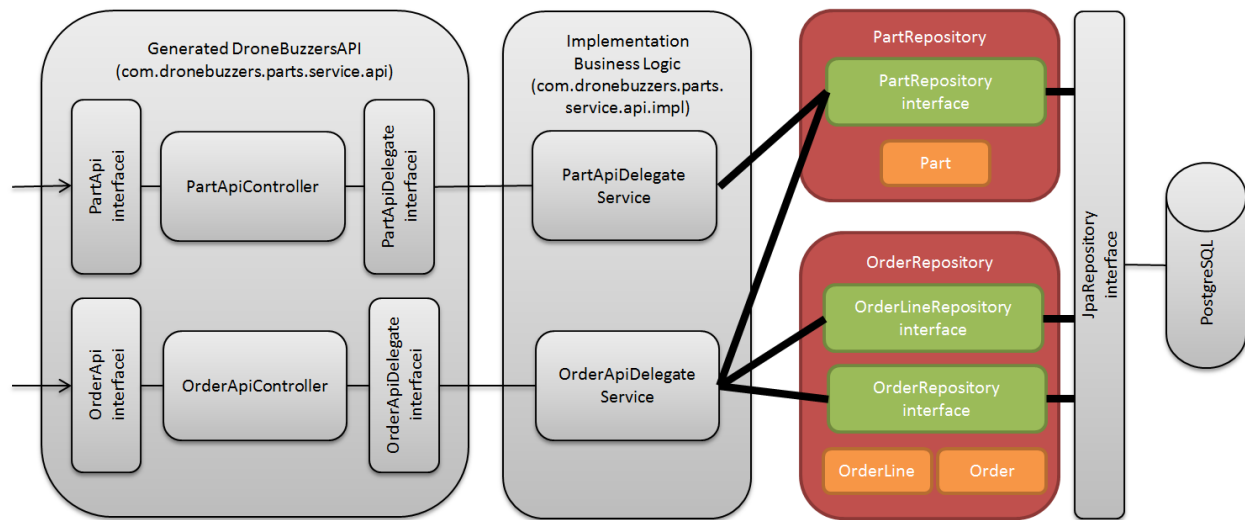 Generated DroneBuzzersAPI
(com.dronebuzzers.parts.service.api)
PartApi
interfacei
PartApiController
PartApiDelegate
interfacei
OrderApi
interfacei
OrderApiController
OrderApiDelegate
interfacei
Implementation
Business Logic
(com.dronebuzzers.parts.
service.api.impl)
PartApiDelegate
Service
OrderApiDelegate
Service
PartRepository
PartRepository
interface
Part
OrderRepository
OrderLineRepository
interface
OrderRepository
interface
OrderLine
Order
JpaRepository
interface
PostgreSQL